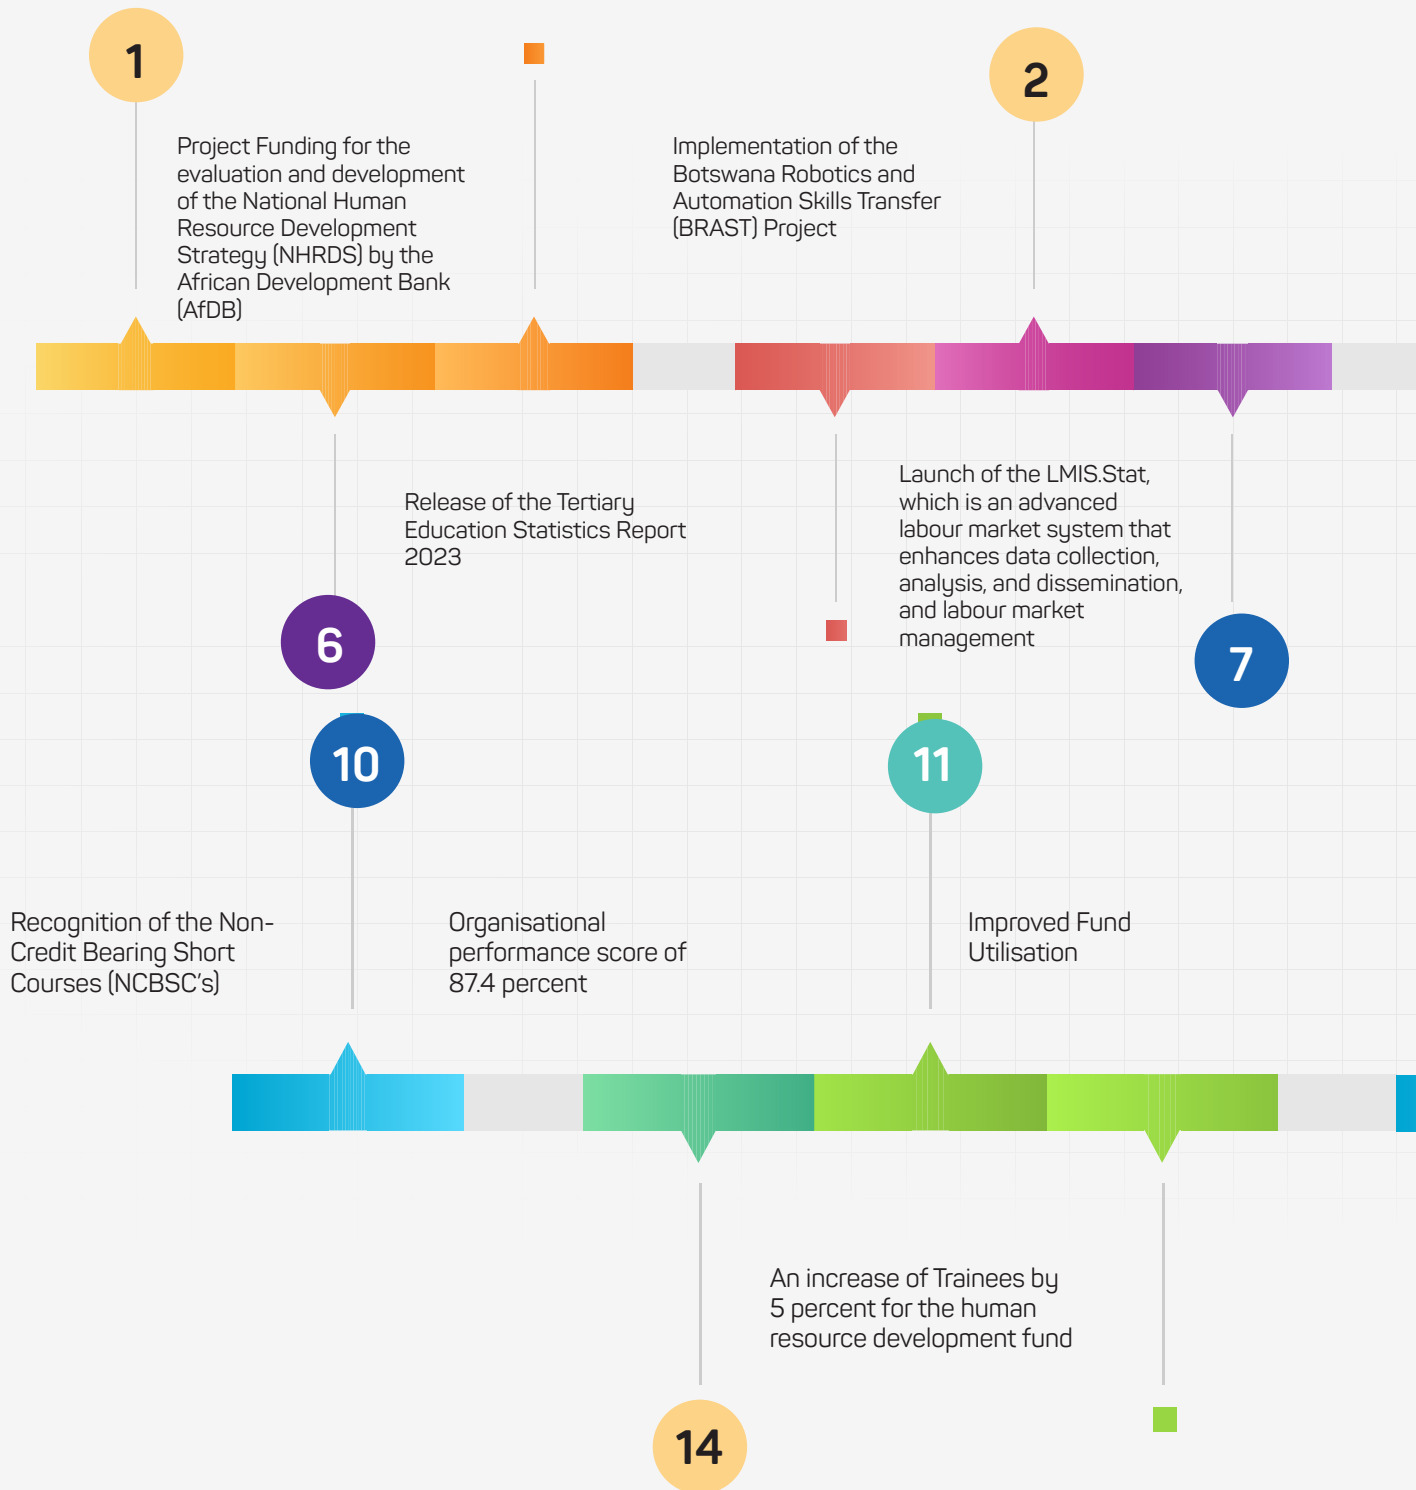 1
2
Project Funding for the
evaluation and development
of the National Human
Resource Development
Strategy (NHRDS) by the
African Development Bank
(AfDB)
Implementation of the
Botswana Robotics and
Automation Skills Transfer
(BRAST) Project
Release of the Tertiary
Education Statistics Report
2023
6
Launch of the LMIS.Stat,
which is an advanced
labour market system that
enhances data collection,
analysis, and dissemination,
and labour market
management
7
10
11
Recognition of the Non-
Credit Bearing Short
Courses (NCBSC's)
Organisational
performance score of
87.4 percent
Improved Fund
Utilisation
An increase of Trainees by
5 percent for the human
resource development fund
14